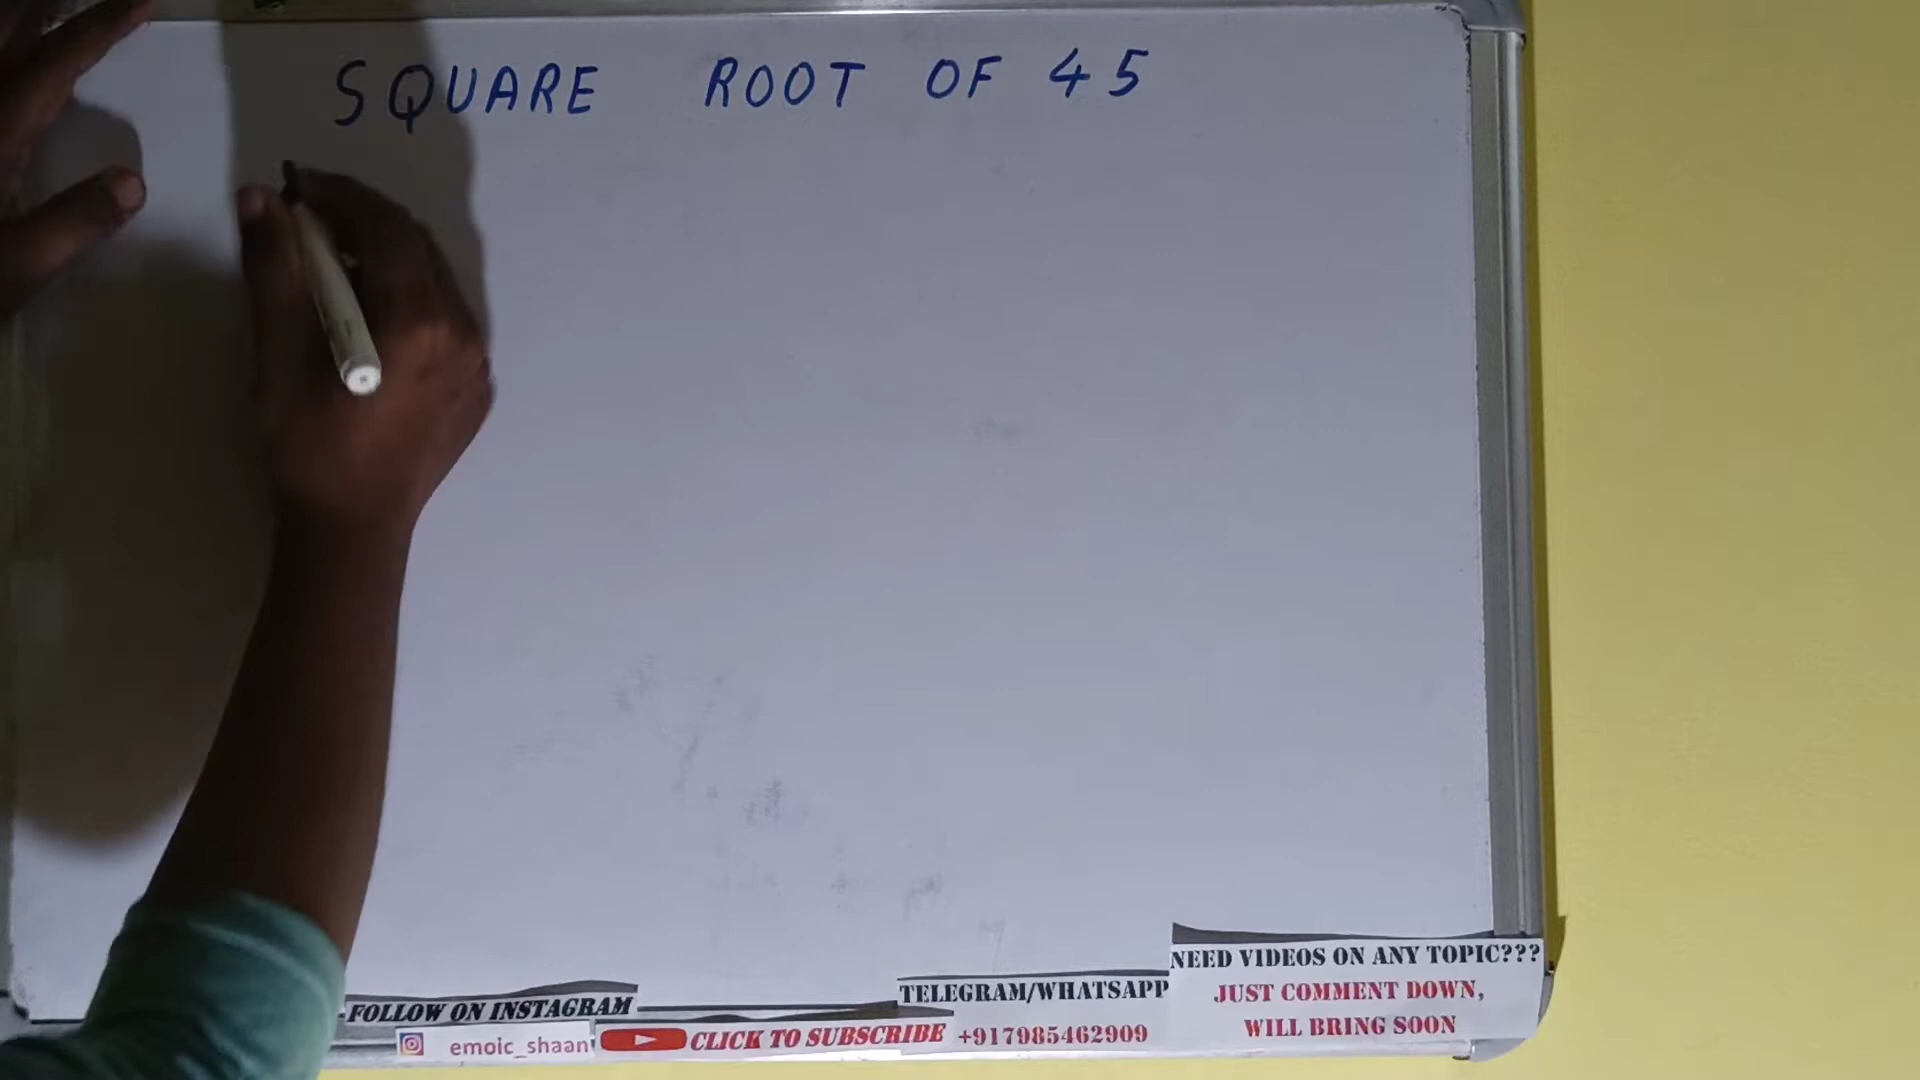 SQUARE ROOT OF 45
NEED VIDEOS ON ANY TOPIC???
JUST COMMENT DOWN,
WILL BRING SOON
TELEGRAM/WHATSAPP
+917985462909
FOLLOW ON INSTAGRAM
emoic_shaan
CLICK TO SUBSCRIBE